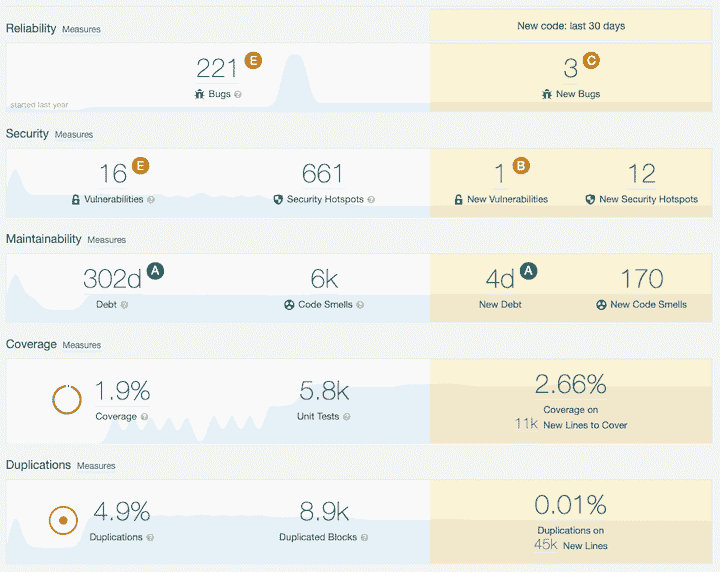 Reliability Measures
New code: last 30 days
221 E
Bugs ?
started last year
3 C
New Bugs
Security Measures
16 E
Vulnerabilities ?
661
Security Hotspots ?
1 B
New Vulnerabilities
12
New Security Hotspots
Maintainability Measures
302d A
Debt ?
6k
Code Smells ?
4d A
New Debt
170
New Code Smells
Coverage Measures
1.9%
Coverage ?
5.8k
Unit Tests ?
2.66%
Coverage on
11k New Lines to Cover
Duplications Measures
4.9%
Duplications ?
8.9k
Duplicated Blocks ?
0.01%
Duplications on
45k New Lines